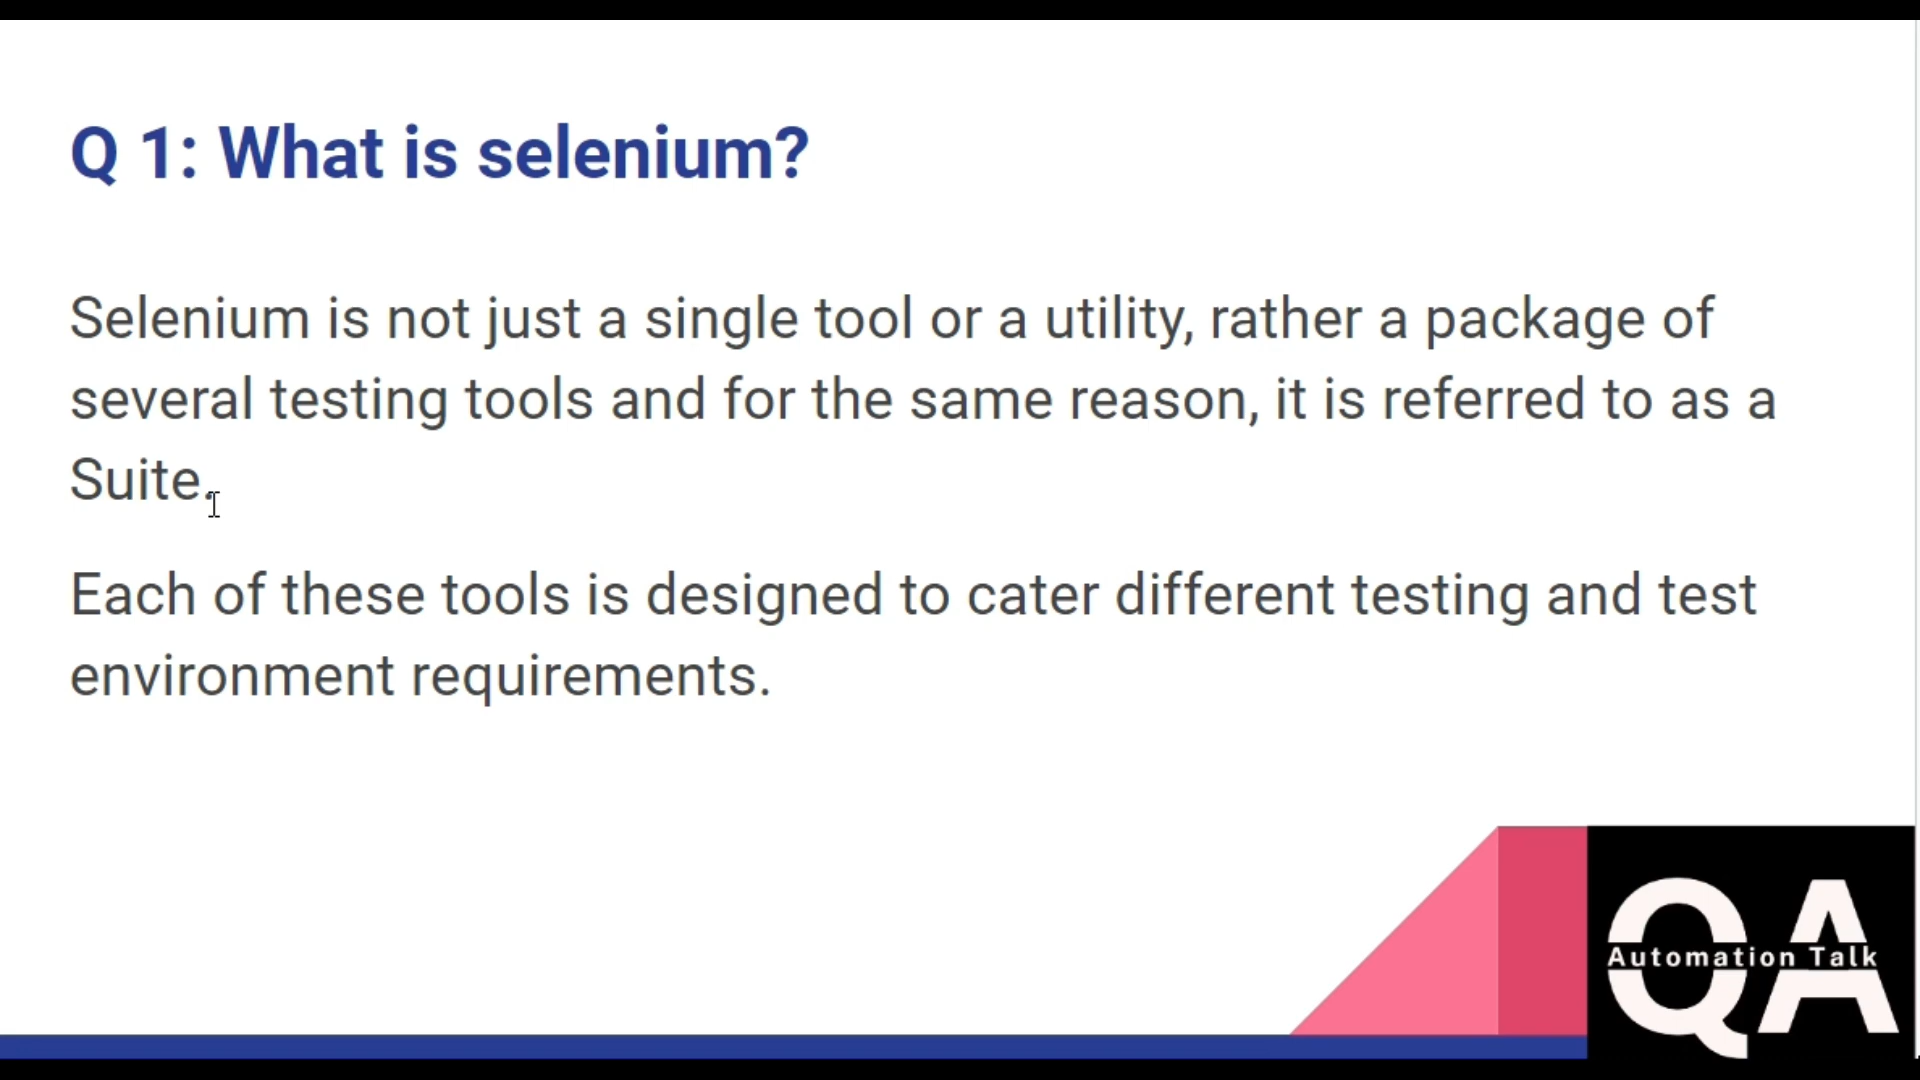 Q 1: What is selenium?
Selenium is not just a single tool or a utility, rather a package of
several testing tools and for the same reason, it is referred to as a
Suite.
Each of these tools is designed to cater different testing and test
environment requirements.
QA
Automation Talk